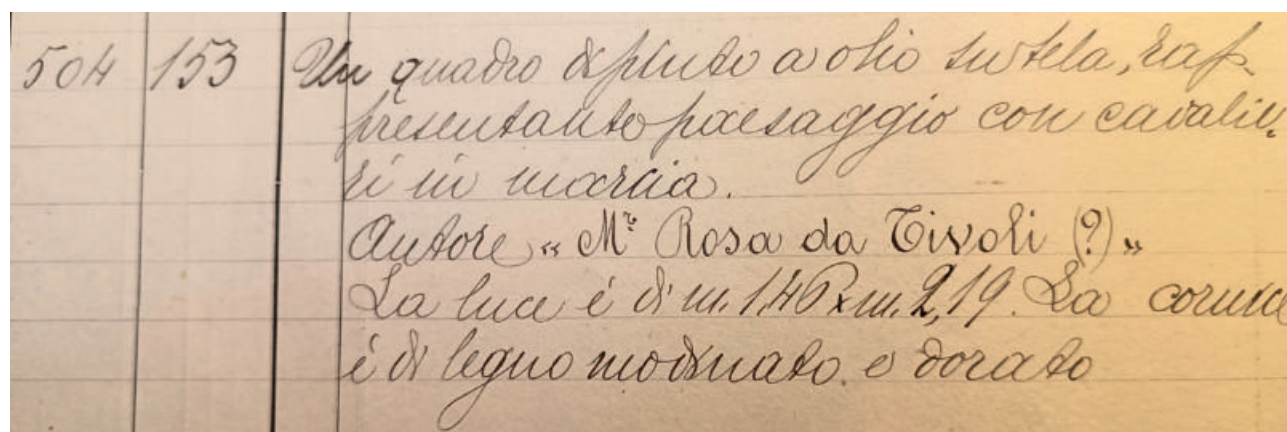 504 153 Un quadro dipinto a olio su tela, rap-
presentante paesaggio con cavalie-
ri in marcia.
Autore « Mr Rosa da Tivoli (?) »
La luce é di m. 1,46 x m. 2,19. La cornice
é di legno modinato e dorato